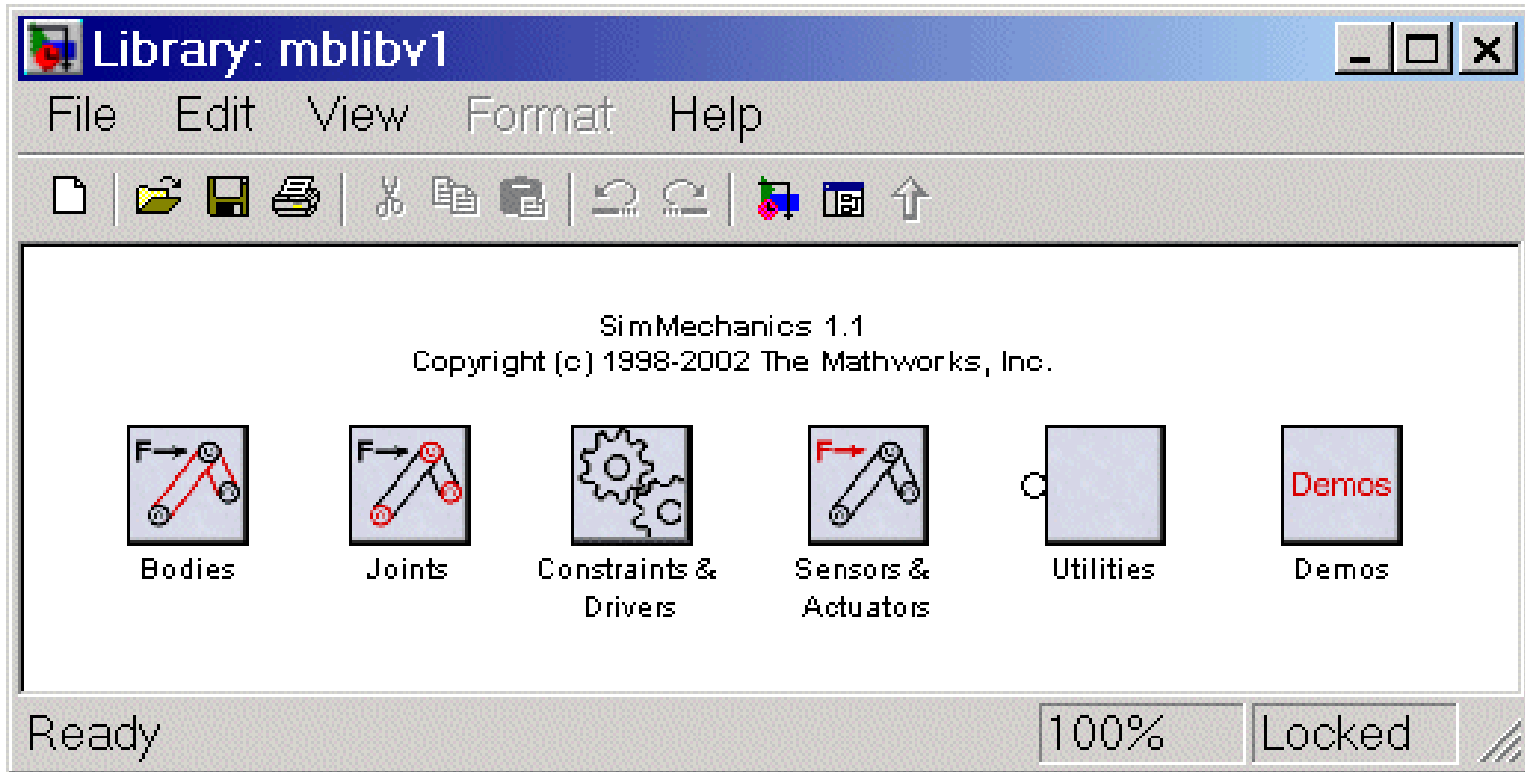 Library: mblibv1
File Edit View Format Help
SimMechanics 1.1
Copyright (c) 1998-2002 The Mathworks, Inc.
F F F Demos
Bodies Joints Constraints & Sensors & Utilities Demos
Drivers Actuators
Ready 100% Locked